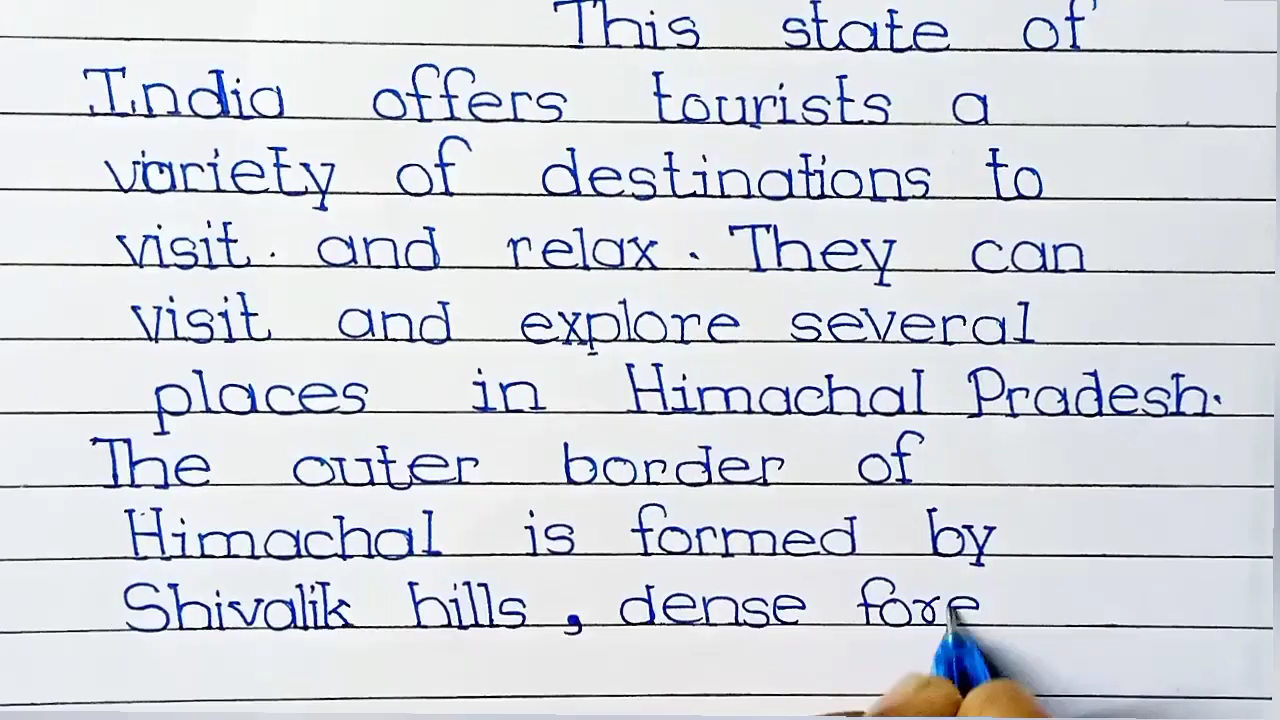 This state of
India offers tourists a
variety of destinations to
visit. and relax. They can
visit and explore several
places in Himachal Pradesh.
The outer border of
Himachal is formed by
Shivalik hills, dense fore